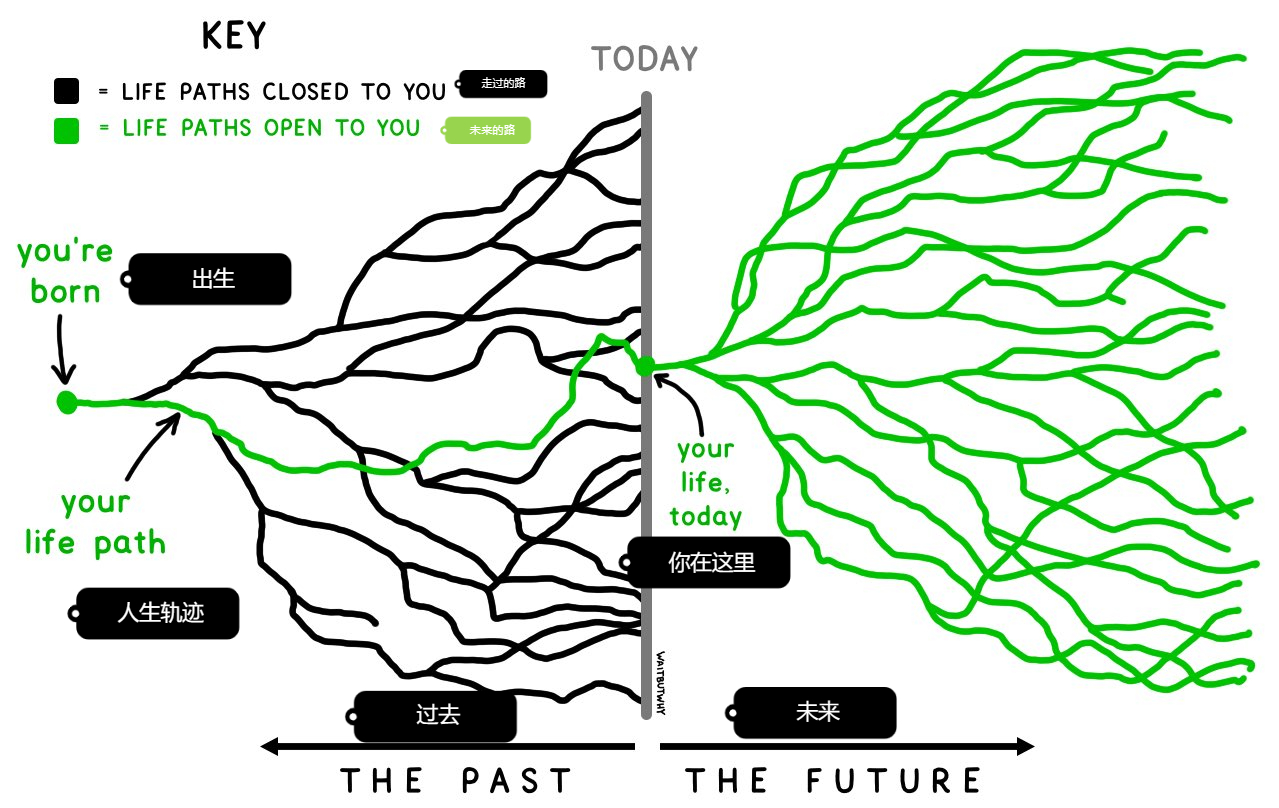 KEY
= LIFE PATHS CLOSED TO YOU
走过的路
= LIFE PATHS OPEN TO YOU
未来的路
TODAY
you're
born
出生
your
life path
人生轨迹
your
life,
today
你在这里
WAITBUTWHY
过去
未来
THE PAST
THE FUTURE